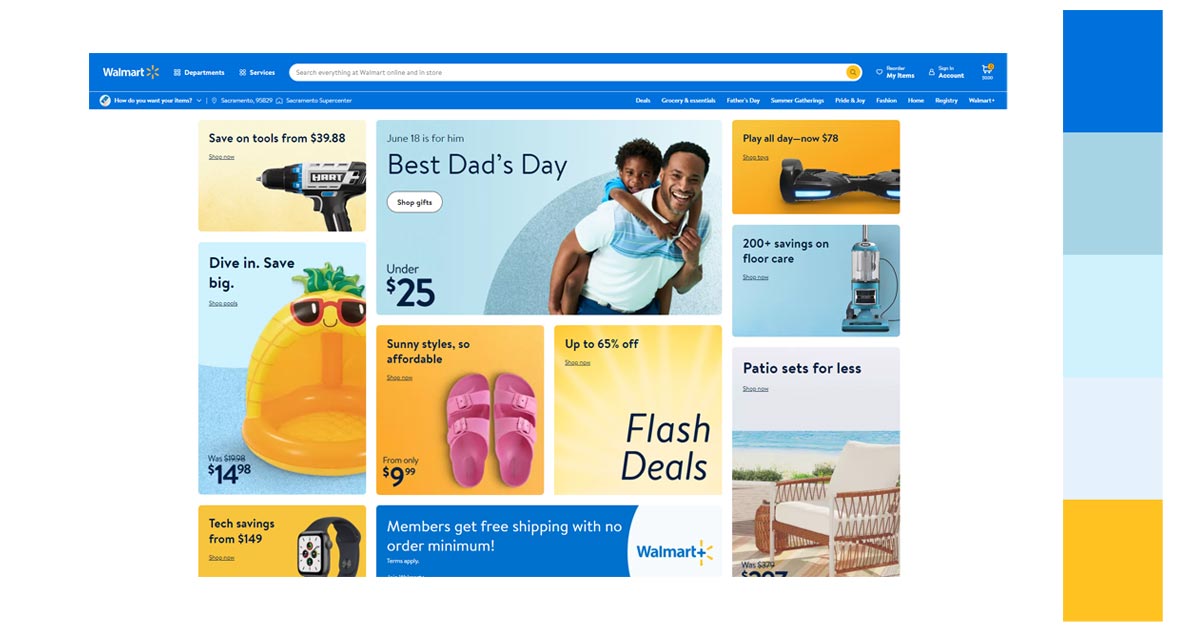 Walmart Departments Services Search everything at Walmart online and in store Reorder My Items Sign In Account $0.00
How do you want your items? Sacramento, 95829 Sacramento Supercenter Deals Grocery & essentials Father's Day Summer Gatherings Pride & Joy Fashion Home Registry Walmart+
Save on tools from $39.88
Shop now
HART
June 18 is for him
Best Dad's Day
Shop gifts
Under
$25
Play all day—now $78
Shop toys
Dive in. Save
big.
Shop pools
Was $19.98
$14.98
200+ savings on
floor care
Shop now
Sunny styles, so
affordable
Shop now
From only
$9.99
Up to 65% off
Shop now
Flash
Deals
Patio sets for less
Shop now
Was $379
Tech savings
from $149
Shop now
Members get free shipping with no
order minimum!
Terms apply.
Walmart+